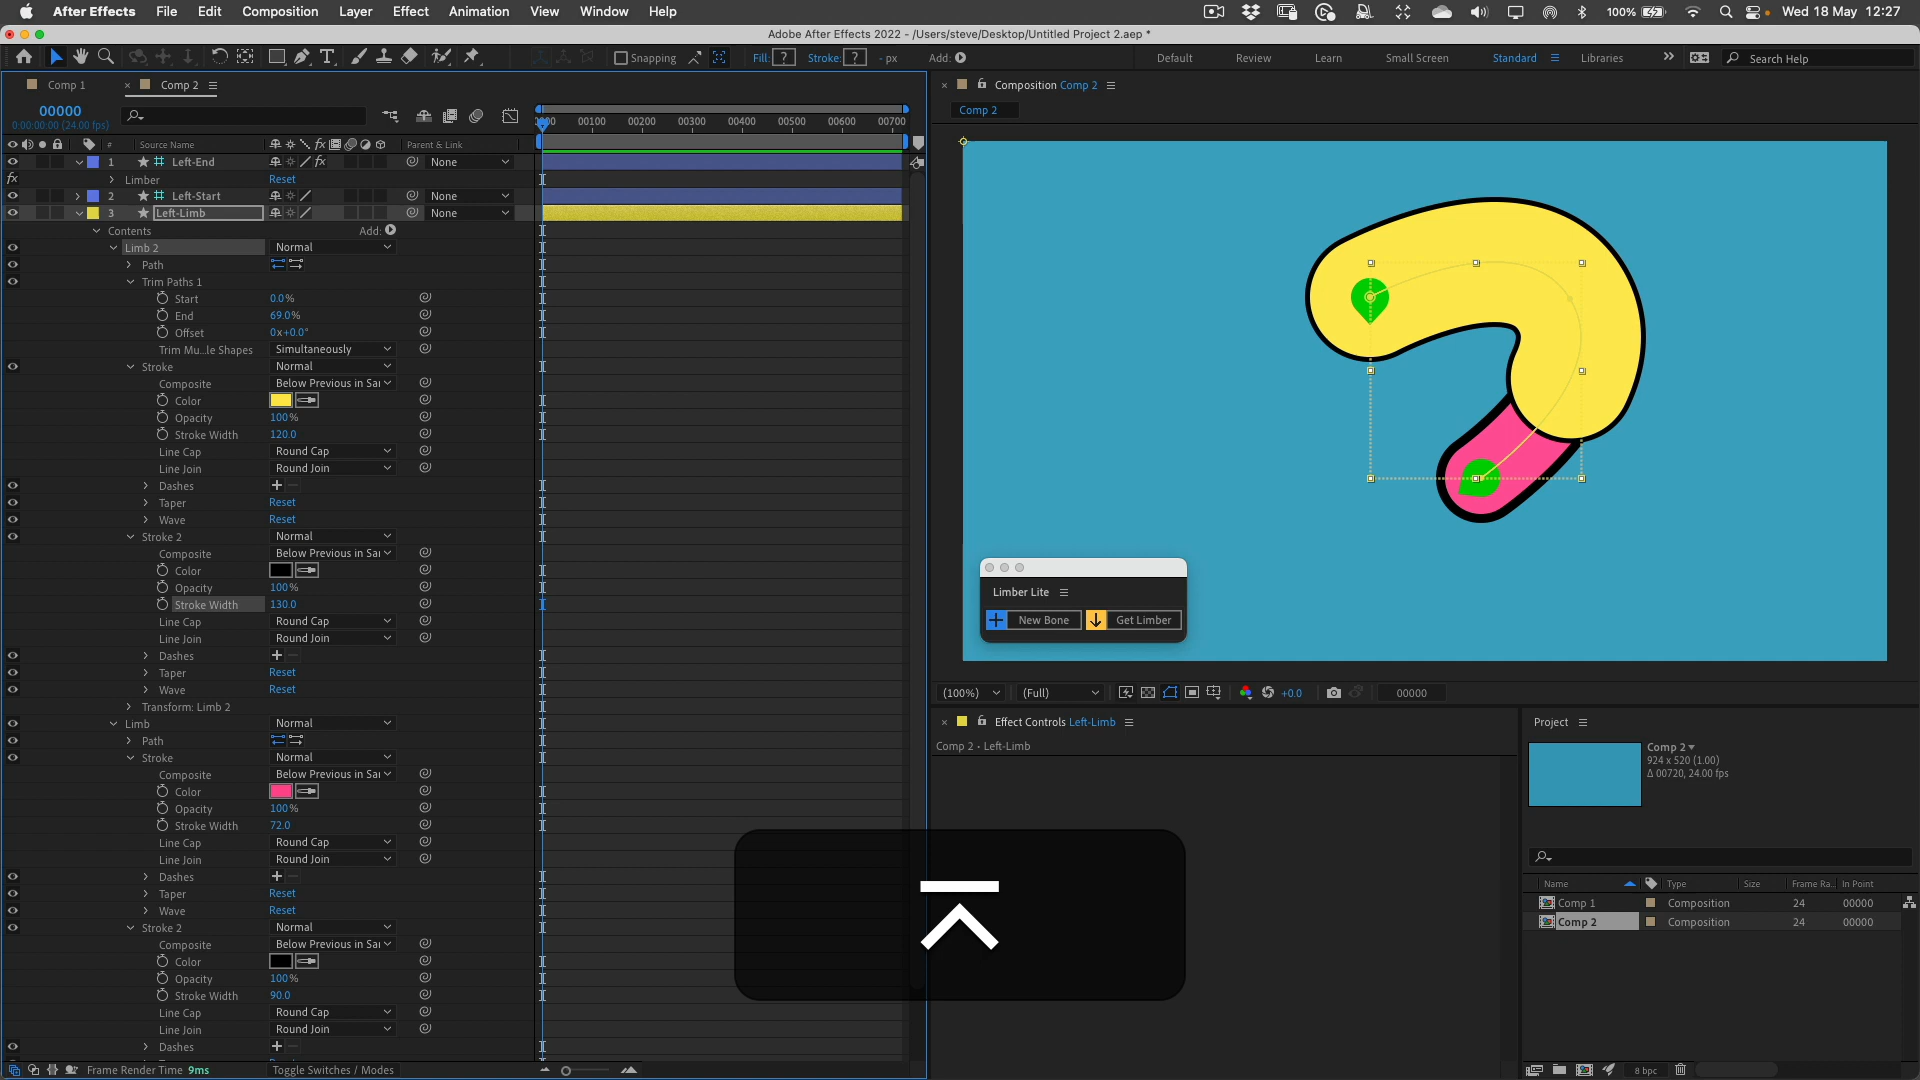 After Effects File Edit Composition Layer Effect Animation View Window Help 100% Wed 18 May 12:27
Adobe After Effects 2022 - /Users/steve/Desktop/Untitled Project 2.aep *
Snapping Fill: ? Stroke: ? - px Add: Default Review Learn Small Screen Standard Libraries Search Help
Comp 1 Comp 2
00000
0:00:00:00 (24.00 fps)
00100 00200 00300 00400 00500 00600 00700
# Source Name Parent & Link
1 Left-End None
Limber Reset
2 Left-Start None
3 Left-Limb None
Contents Add:
Limb 2 Normal
Path
Trim Paths 1
Start 0.0%
End 69.0%
Offset 0x+0.0°
Trim Mu...le Shapes Simultaneously
Stroke Normal
Composite Below Previous in Sa
Color
Opacity 100%
Stroke Width 120.0
Line Cap Round Cap
Line Join Round Join
Dashes + -
Taper Reset
Wave Reset
Stroke 2 Normal
Composite Below Previous in Sa
Color
Opacity 100%
Stroke Width 130.0
Line Cap Round Cap
Line Join Round Join
Dashes + -
Taper Reset
Wave Reset
Transform: Limb 2
Limb Normal
Path
Stroke Normal
Composite Below Previous in Sa
Color
Opacity 100%
Stroke Width 72.0
Line Cap Round Cap
Line Join Round Join
Dashes + -
Taper Reset
Wave Reset
Stroke 2 Normal
Composite Below Previous in Sa
Color
Opacity 100%
Stroke Width 90.0
Line Cap Round Cap
Line Join Round Join
Dashes + -
Frame Render Time 9ms Toggle Switches / Modes
Composition Comp 2
Comp 2
Limber Lite
New Bone Get Limber
(100%) (Full) +0.0 00000
Effect Controls Left-Limb
Comp 2 • Left-Limb
Project
Comp 2
924 x 520 (1.00)
Δ 00720, 24.00 fps
Name Type Size Frame Ra.. In Point
Comp 1 Composition 24 00000
Comp 2 Composition 24 00000
8 bpc